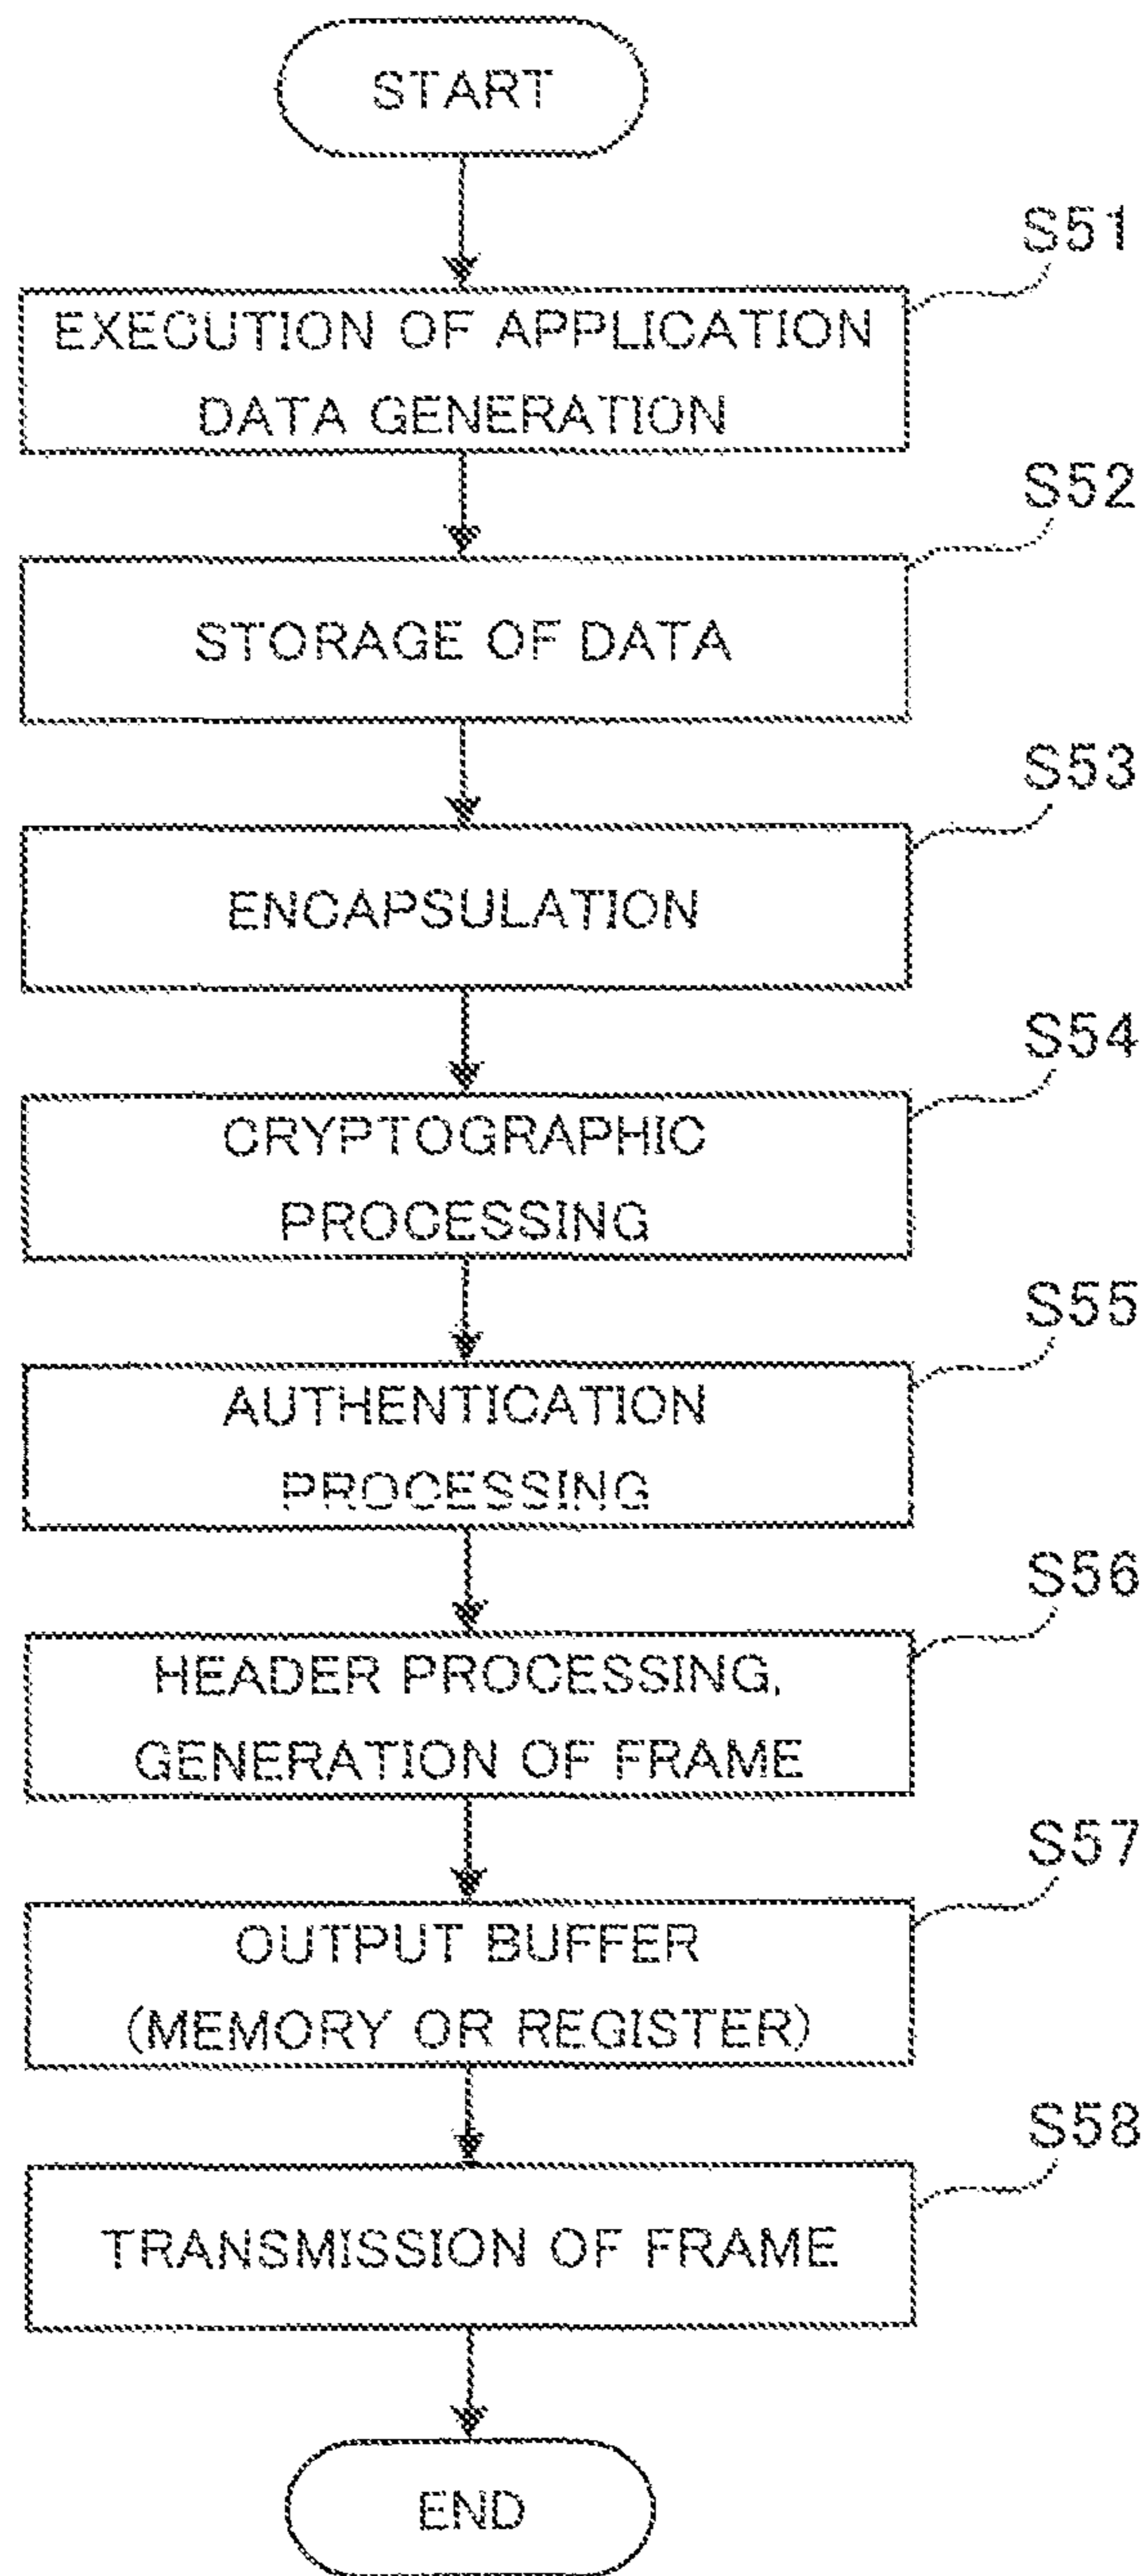 START
S51
EXECUTION OF APPLICATION
DATA GENERATION
S52
STORAGE OF DATA
S53
ENCAPSULATION
S54
CRYPTOGRAPHIC
PROCESSING
S55
AUTHENTICATION
PROCESSING
S56
HEADER PROCESSING,
GENERATION OF FRAME
S57
OUTPUT BUFFER
(MEMORY OR REGISTER)
S58
TRANSMISSION OF FRAME
END